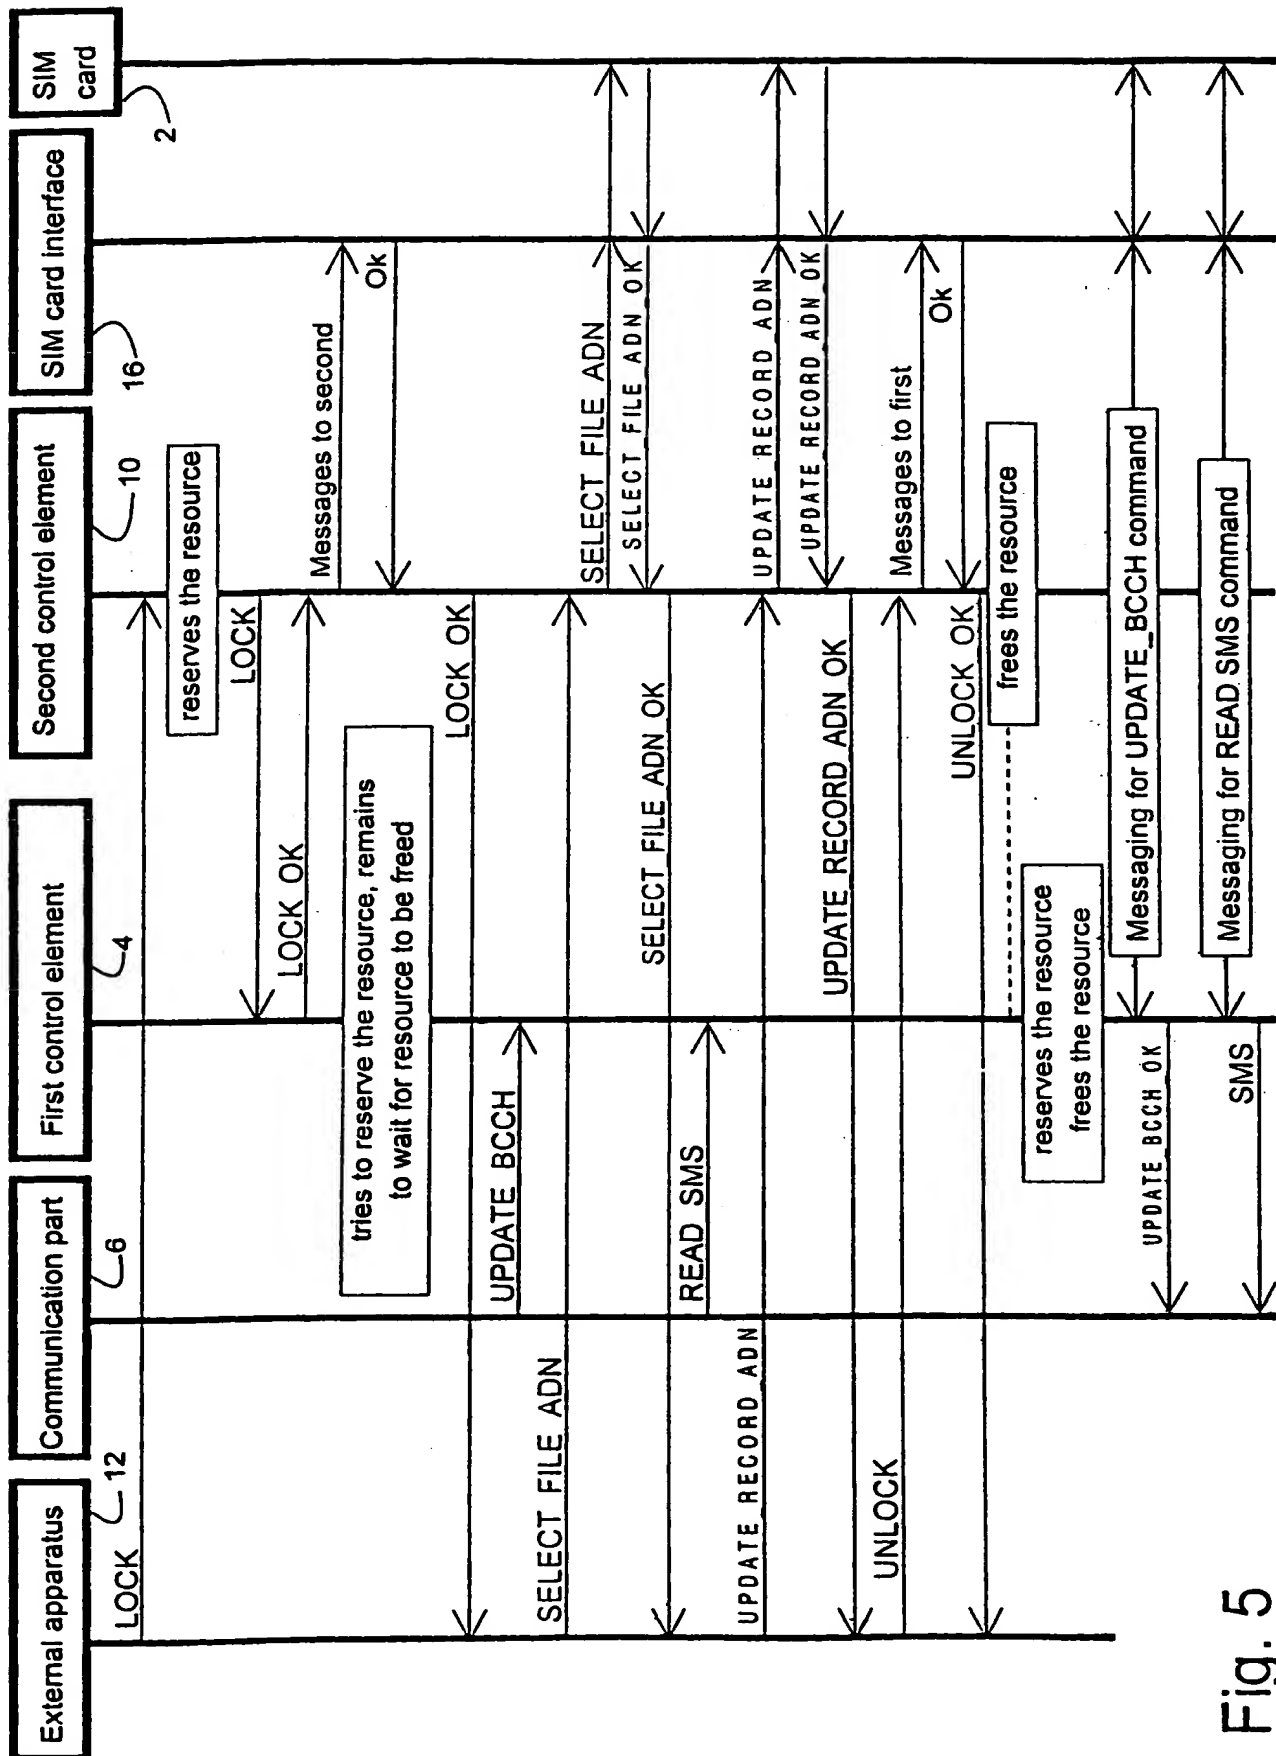 External apparatus
Communication part
First control element
Second control element
SIM card interface
SIM
card
12
6
4
10
16
2
LOCK
reserves the resource
LOCK
LOCK OK
Messages to second
tries to reserve the resource, remains
to wait for resource to be freed
Ok
LOCK OK
UPDATE BCCH
SELECT FILE ADN
SELECT FILE ADN
SELECT FILE ADN OK
SELECT FILE ADN OK
READ SMS
UPDATE RECORD ADN
UPDATE RECORD ADN
UPDATE RECORD ADN OK
UPDATE RECORD ADN OK
UNLOCK
Messages to first
Ok
UNLOCK OK
frees the resource
reserves the resource
frees the resource
Messaging for UPDATE_BCCH command
UPDATE BCCH OK
Messaging for READ SMS command
SMS
Fig. 5